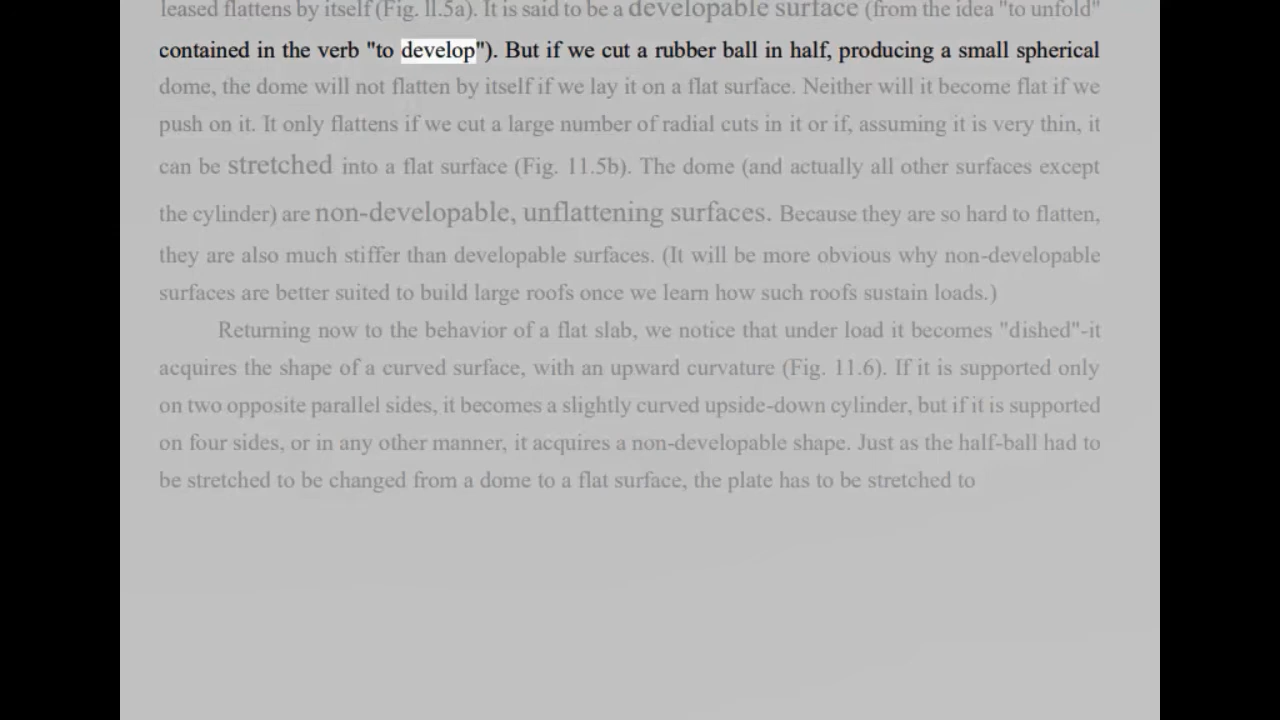 leased flattens by itself (Fig. ll.5a). It is said to be a developable surface (from the idea "to unfold"
contained in the verb "to develop"). But if we cut a rubber ball in half, producing a small spherical
dome, the dome will not flatten by itself if we lay it on a flat surface. Neither will it become flat if we
push on it. It only flattens if we cut a large number of radial cuts in it or if, assuming it is very thin, it
can be stretched into a flat surface (Fig. 11.5b). The dome (and actually all other surfaces except
the cylinder) are non-developable, unflattening surfaces. Because they are so hard to flatten,
they are also much stiffer than developable surfaces. (It will be more obvious why non-developable
surfaces are better suited to build large roofs once we learn how such roofs sustain loads.)
Returning now to the behavior of a flat slab, we notice that under load it becomes "dished"-it
acquires the shape of a curved surface, with an upward curvature (Fig. 11.6). If it is supported only
on two opposite parallel sides, it becomes a slightly curved upside-down cylinder, but if it is supported
on four sides, or in any other manner, it acquires a non-developable shape. Just as the half-ball had to
be stretched to be changed from a dome to a flat surface, the plate has to be stretched to